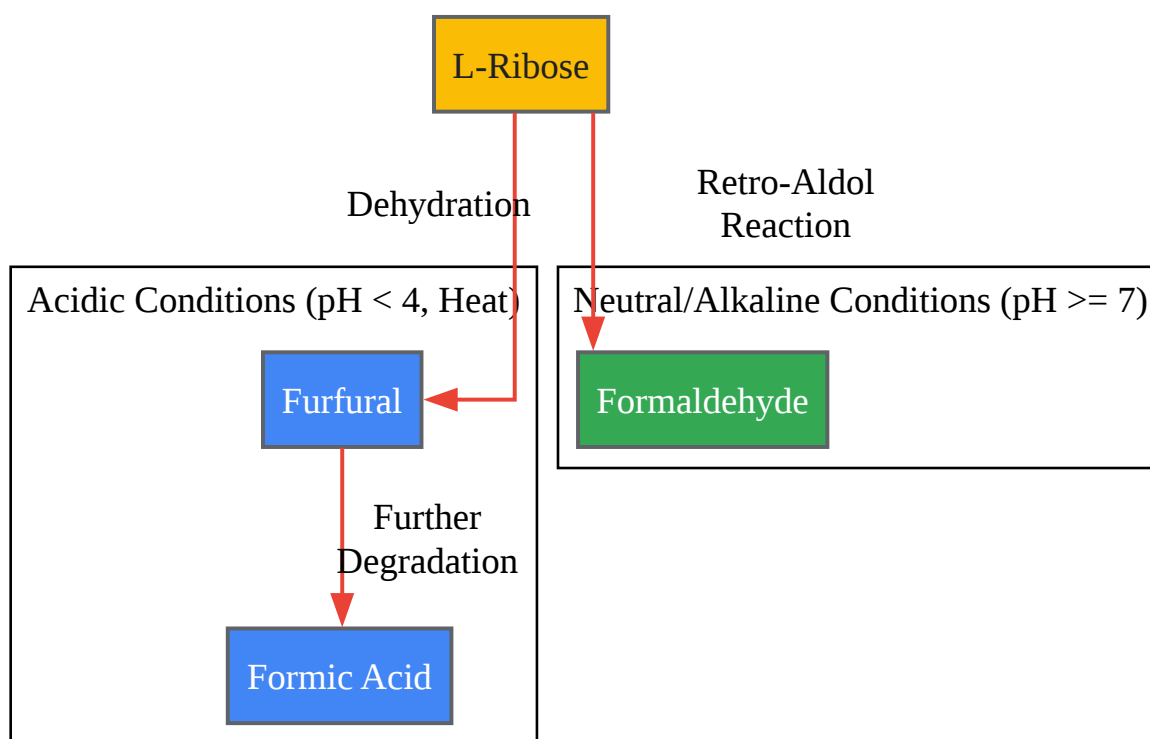 L-Ribose
Dehydration
Retro-Aldol
Reaction
Acidic Conditions (pH < 4, Heat)
Neutral/Alkaline Conditions (pH >= 7)
Furfural
Formaldehyde
Further
Degradation
Formic Acid